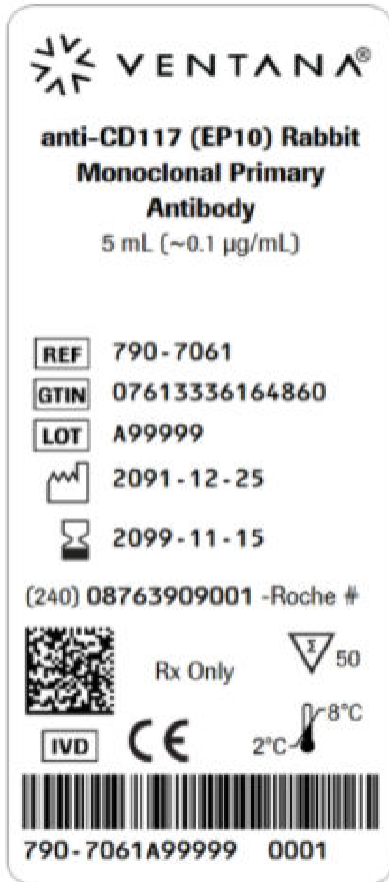 VENTANA®
anti-CD117 (EP10) Rabbit
Monoclonal Primary
Antibody
5 mL (~0.1 µg/mL)
REF 790-7061
GTIN 07613336164860
LOT A99999
2091-12-25
2099-11-15
(240) 08763909001 -Roche #
Rx Only
Σ 50
8°C
IVD CE 2°C
790-7061A99999 0001